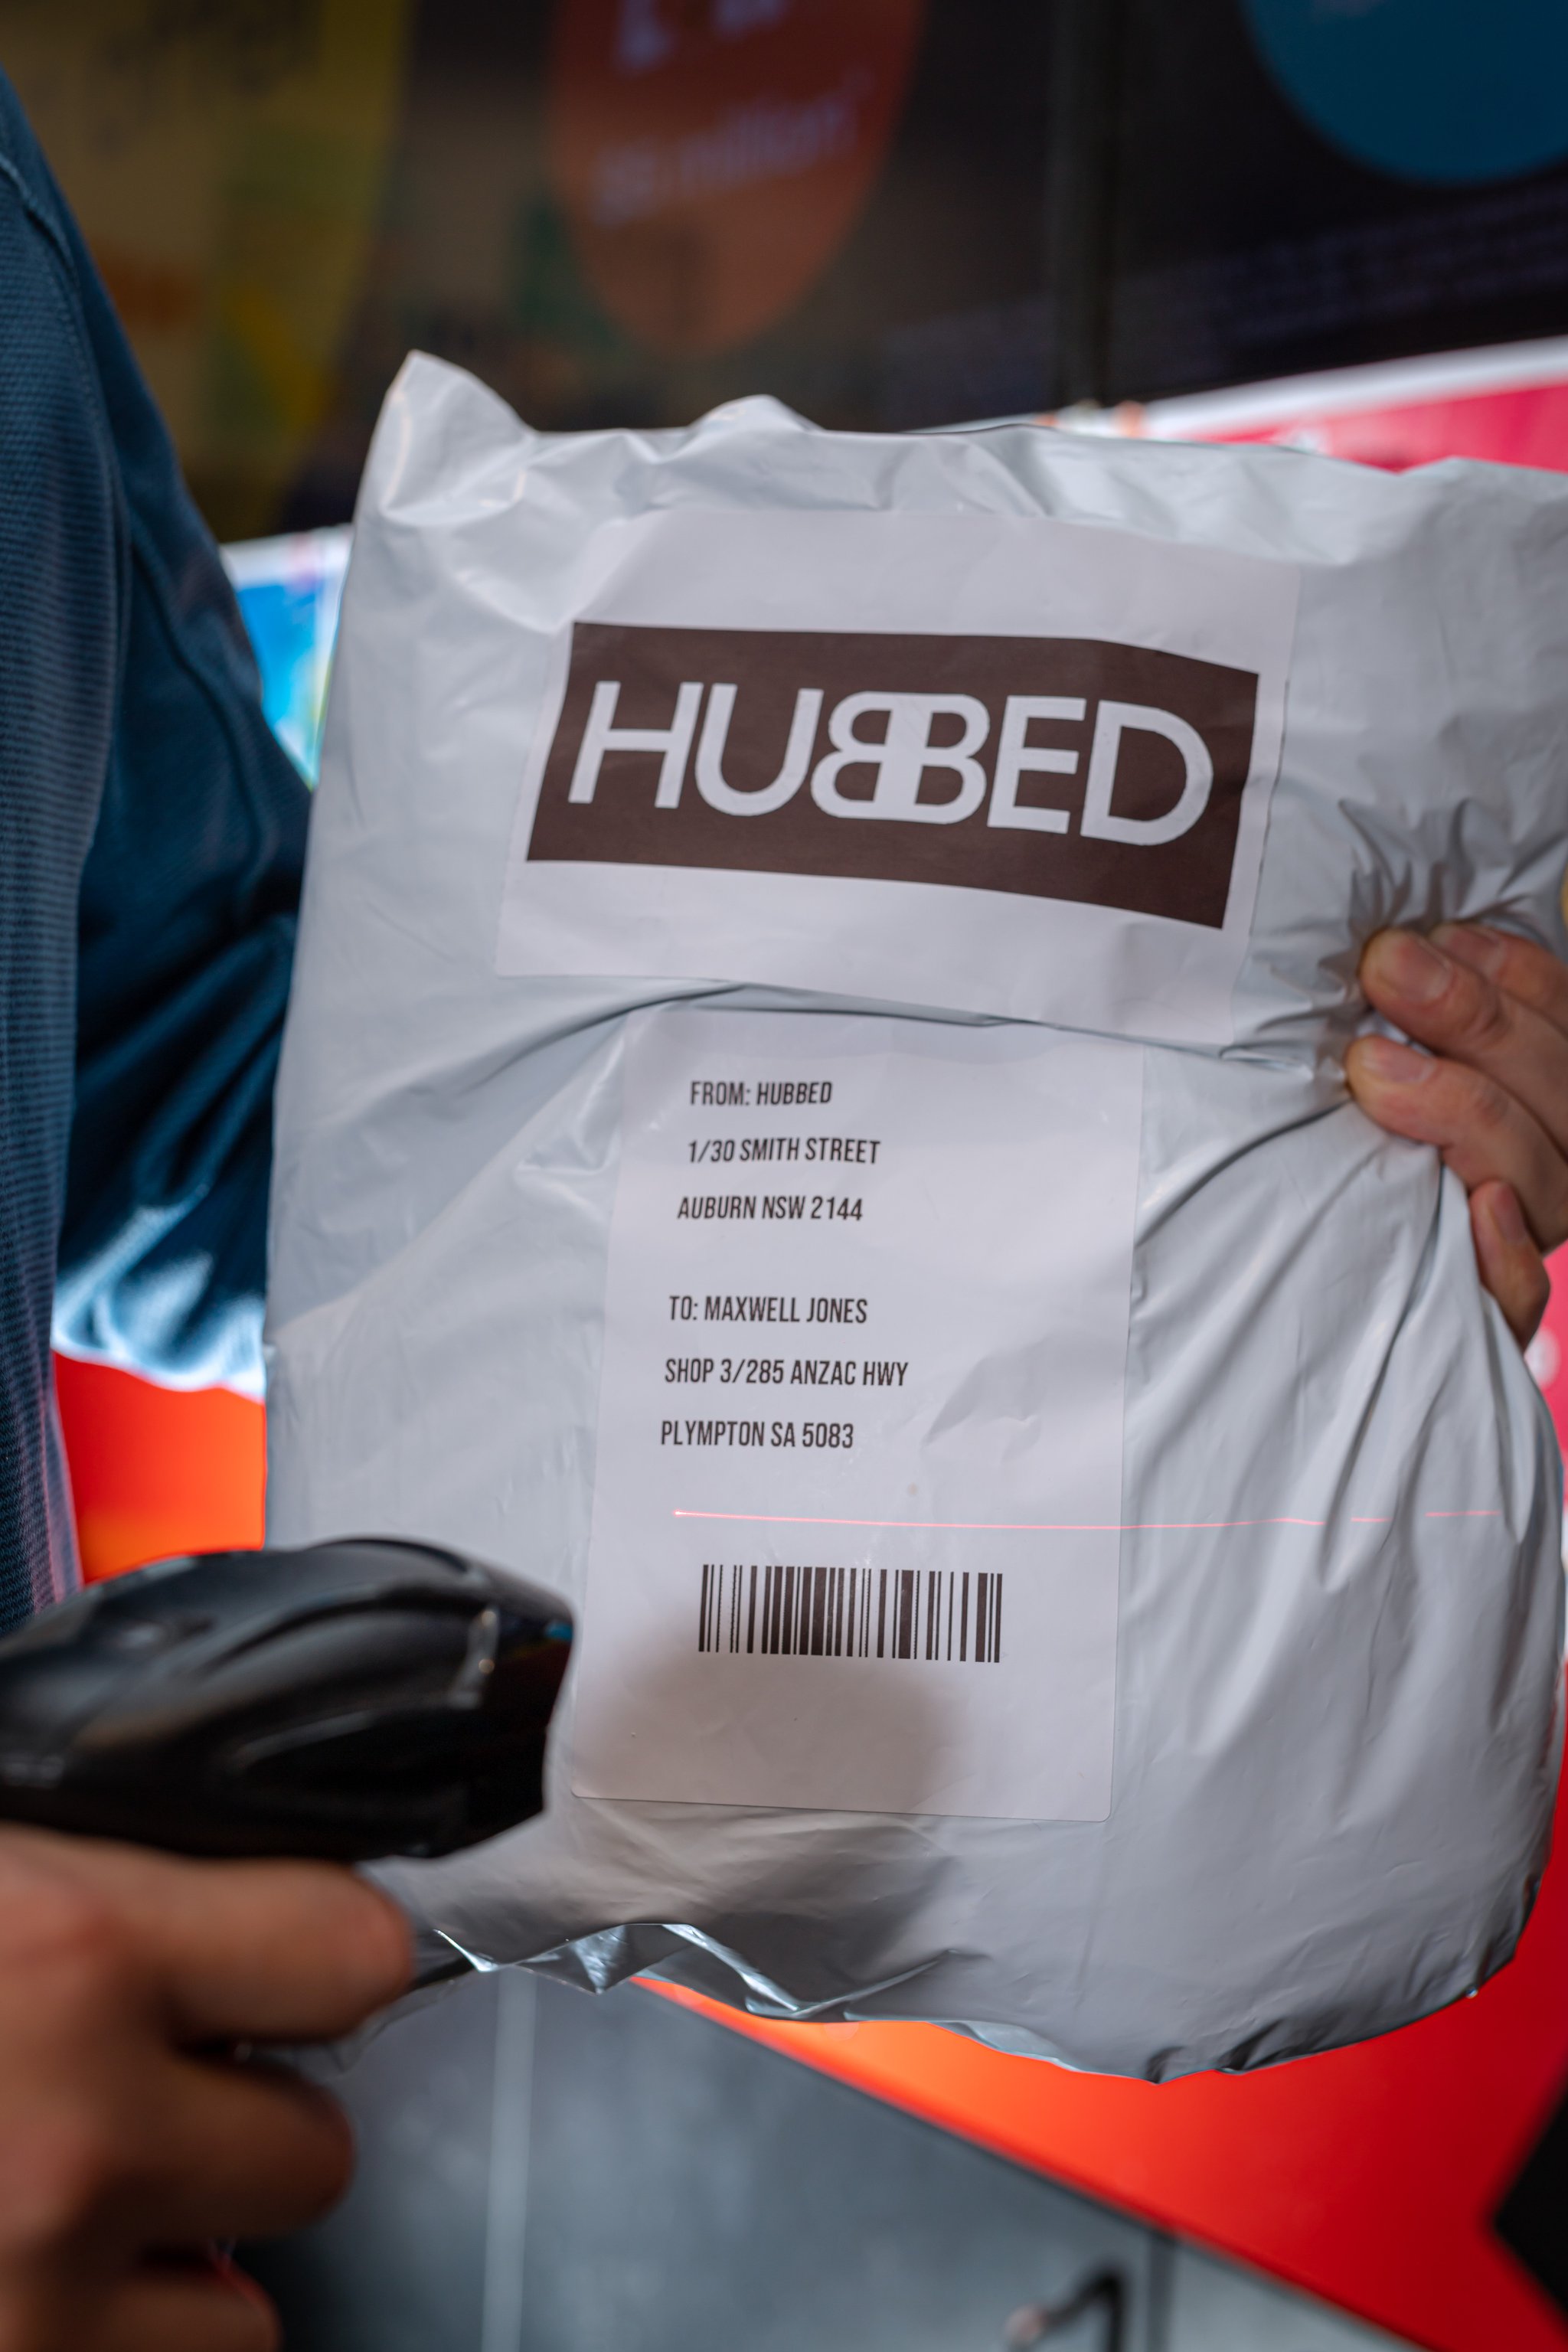 HUBBED
FROM: HUBBED
1/30 SMITH STREET
AUBURN NSW 2144
TO: MAXWELL JONES
SHOP 3/285 ANZAC HWY
PLYMPTON SA 5083